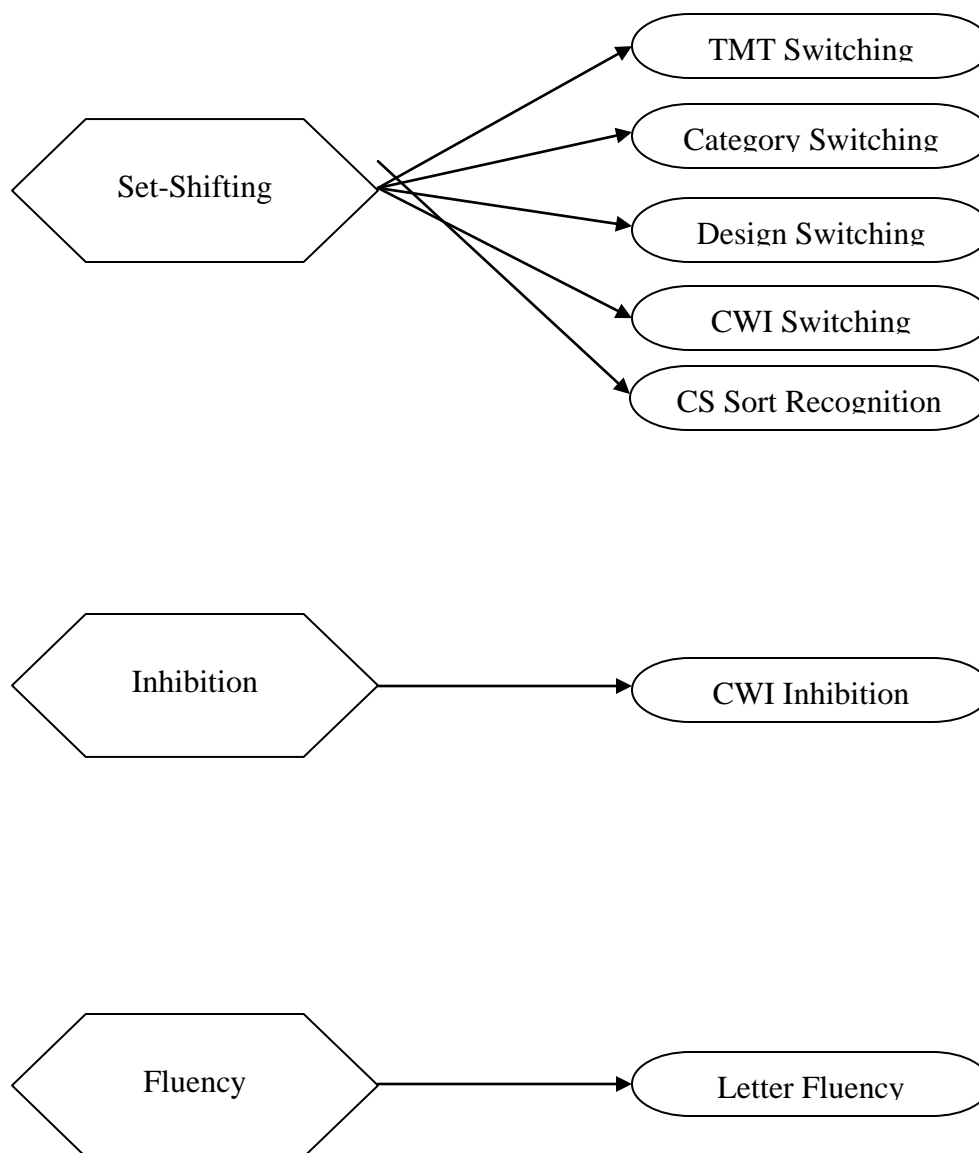 TMT Switching
Category Switching
Set-Shifting
Design Switching
CWI Switching
CS Sort Recognition
Inhibition
CWI Inhibition
Fluency
Letter Fluency